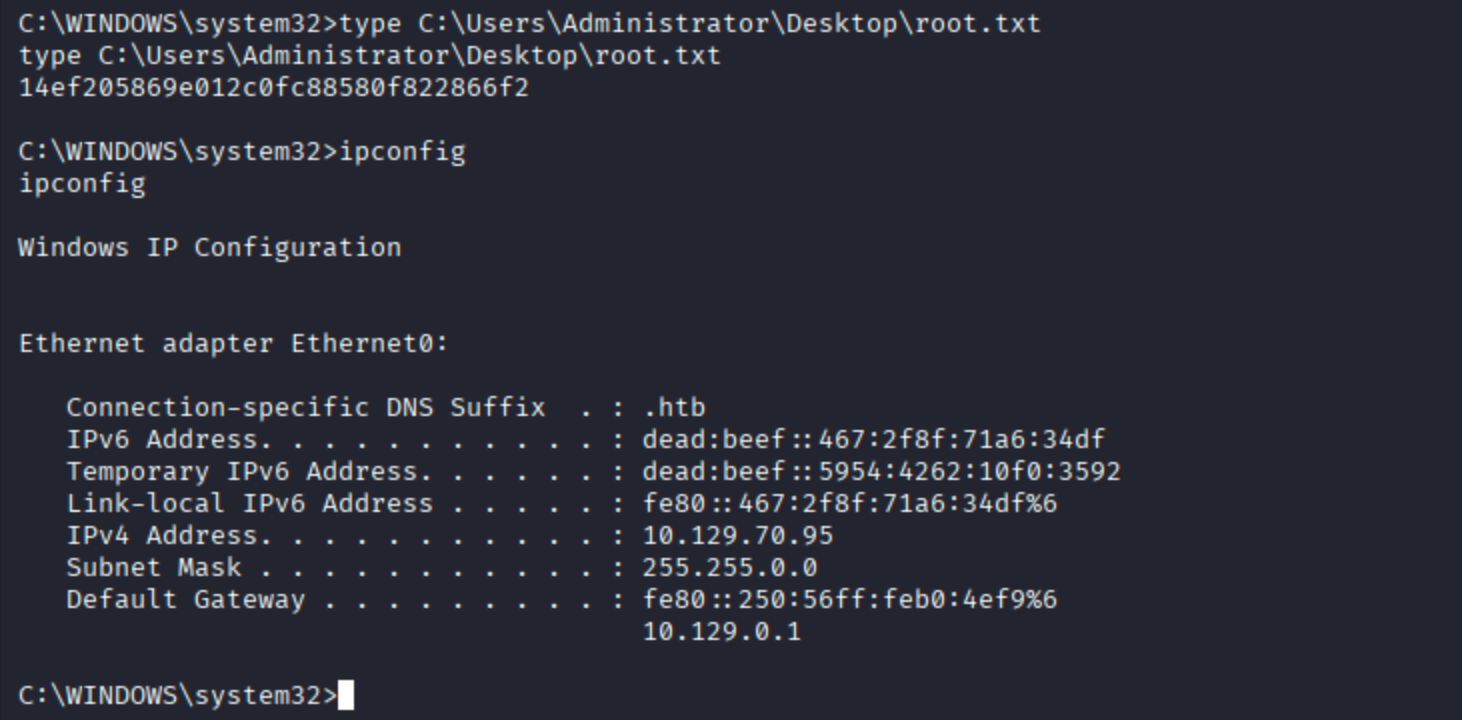 C:\WINDOWS\system32>type C:\Users\Administrator\Desktop\root.txt
type C:\Users\Administrator\Desktop\root.txt
14ef205869e012c0fc88580f822866f2
C:\WINDOWS\system32>ipconfig
ipconfig
Windows IP Configuration
Ethernet adapter Ethernet0:
   Connection-specific DNS Suffix  . : .htb
   IPv6 Address. . . . . . . . . . . : dead:beef::467:2f8f:71a6:34df
   Temporary IPv6 Address. . . . . . : dead:beef::5954:4262:10f0:3592
   Link-local IPv6 Address . . . . . : fe80::467:2f8f:71a6:34df%6
   IPv4 Address. . . . . . . . . . . : 10.129.70.95
   Subnet Mask . . . . . . . . . . . : 255.255.0.0
   Default Gateway . . . . . . . . . : fe80::250:56ff:feb0:4ef9%6
                                       10.129.0.1
C:\WINDOWS\system32>